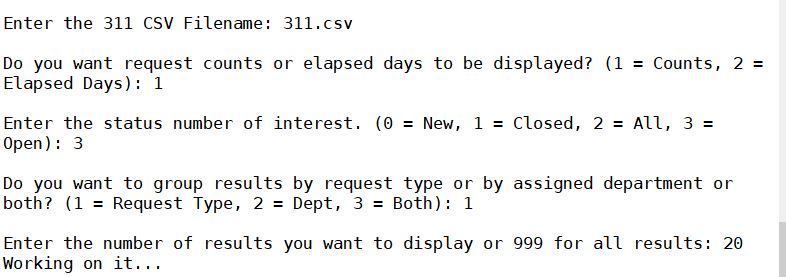 Enter the 311 CSV Filename: 311.csv
Do you want request counts or elapsed days to be displayed? (1 = Counts, 2 =
Elapsed Days): 1
Enter the status number of interest. (0 = New, 1 = Closed, 2 = All, 3 =
Open): 3
Do you want to group results by request type or by assigned department or
both? (1 = Request Type, 2 = Dept, 3 = Both): 1
Enter the number of results you want to display or 999 for all results: 20
Working on it...